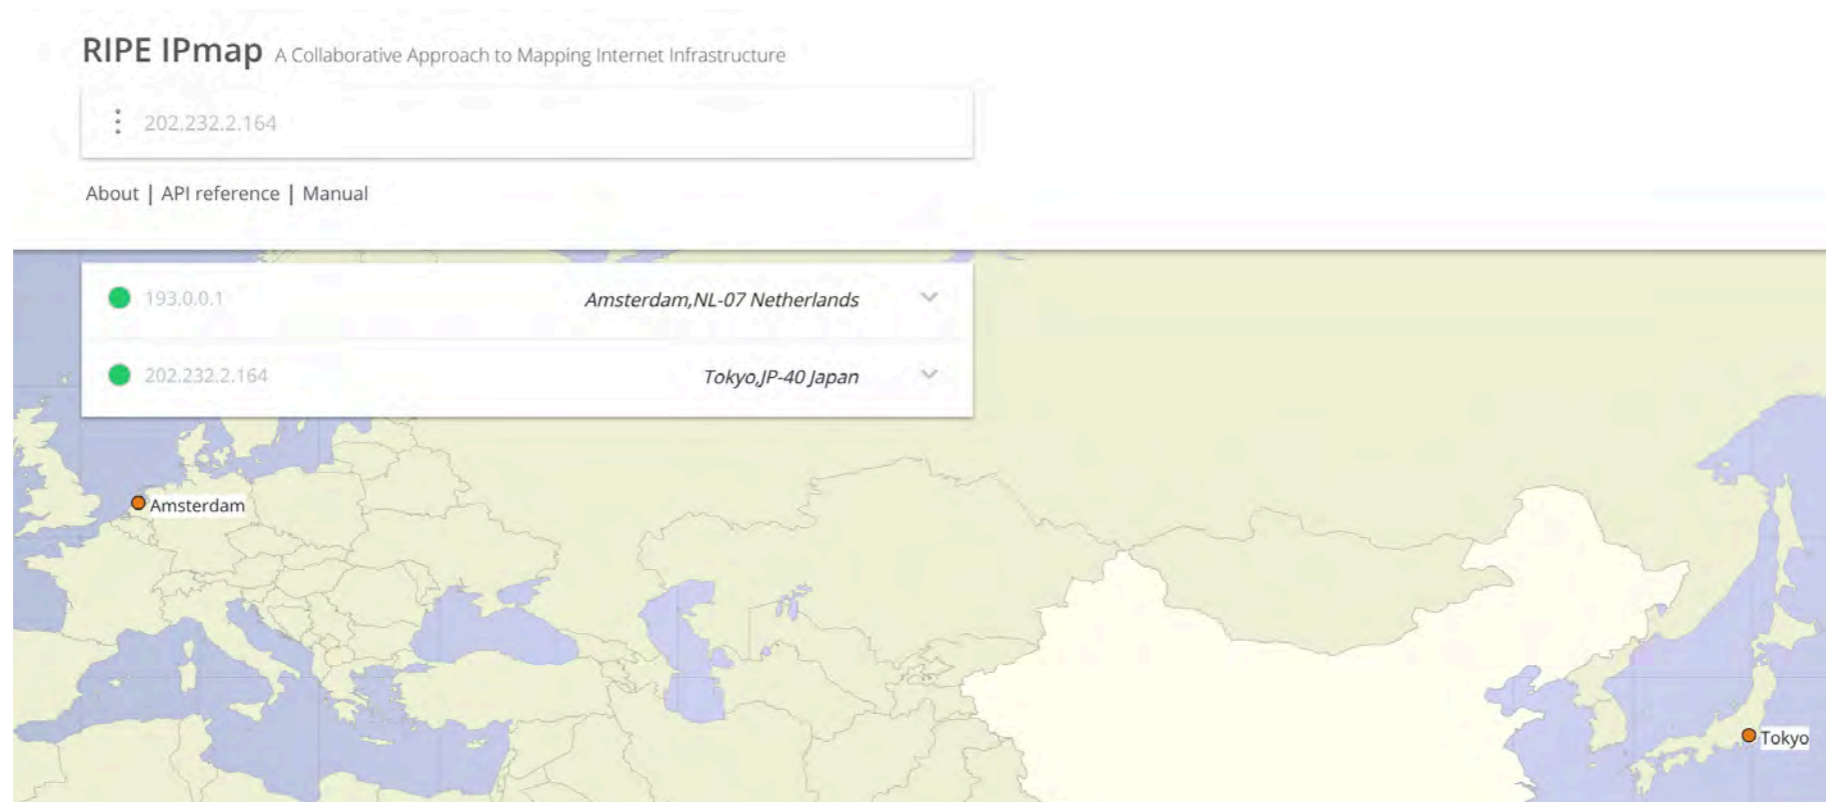 RIPE IPmap A Collaborative Approach to Mapping Internet Infrastructure
202.232.2.164
About | API reference | Manual
193.0.0.1 Amsterdam,NL-07 Netherlands
202.232.2.164 Tokyo,JP-40 Japan
Amsterdam
Tokyo